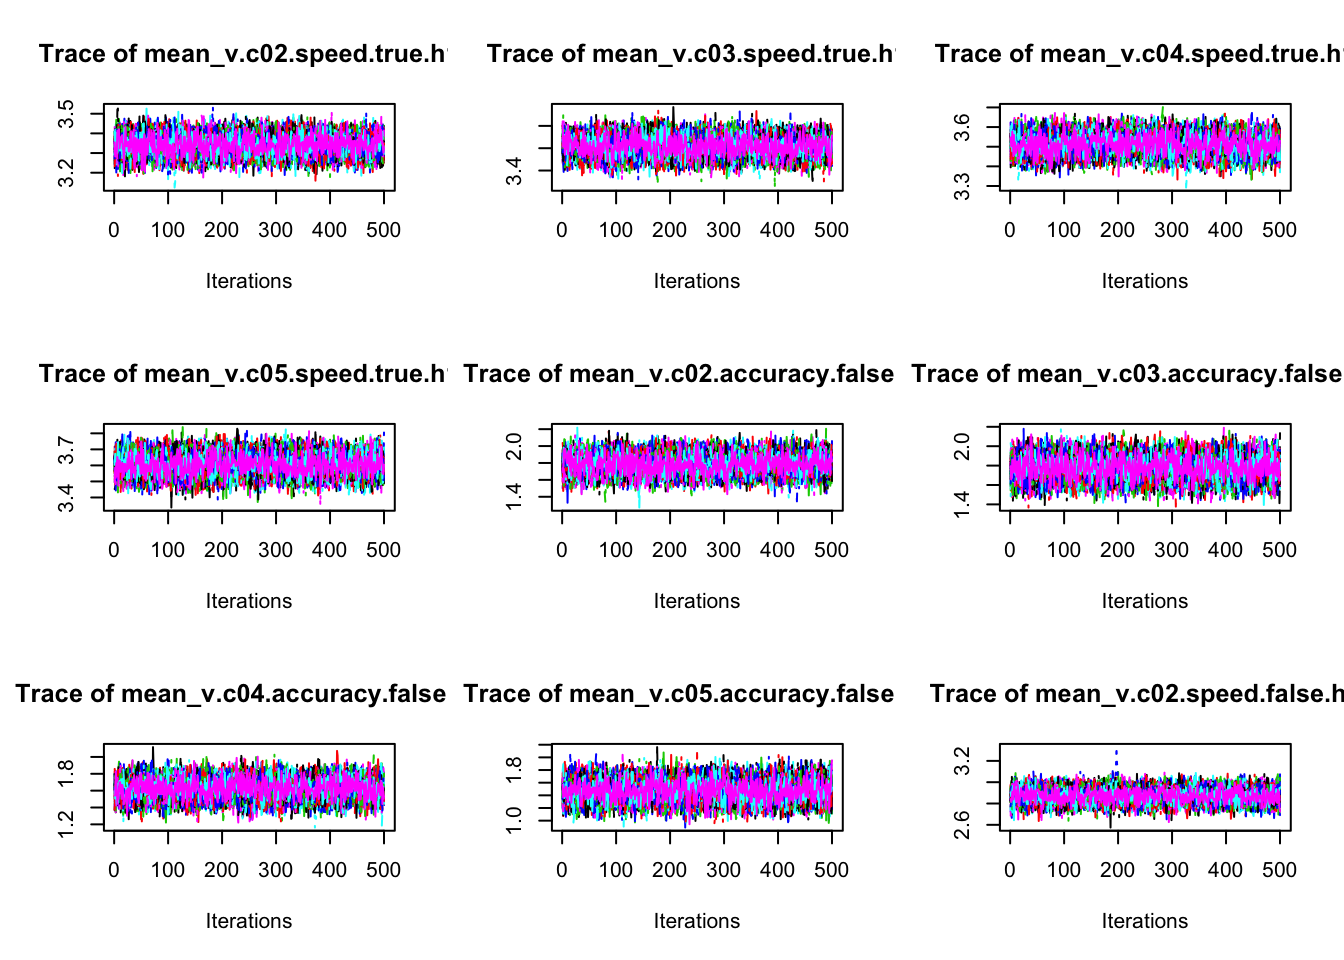 Trace of mean_v.c02.speed.true.h
Trace of mean_v.c03.speed.true.h
Trace of mean_v.c04.speed.true.h
3.5
3.2
0 100 200 300 400 500
Iterations
3.4
0 100 200 300 400 500
Iterations
3.6
3.3
0 100 200 300 400 500
Iterations
Trace of mean_v.c05.speed.true.h
Trace of mean_v.c02.accuracy.false
Trace of mean_v.c03.accuracy.false
3.7
3.4
0 100 200 300 400 500
Iterations
2.0
1.4
0 100 200 300 400 500
Iterations
2.0
1.4
0 100 200 300 400 500
Iterations
Trace of mean_v.c04.accuracy.false
Trace of mean_v.c05.accuracy.false
Trace of mean_v.c02.speed.false.h
1.8
1.2
0 100 200 300 400 500
Iterations
1.8
1.0
0 100 200 300 400 500
Iterations
3.2
2.6
0 100 200 300 400 500
Iterations